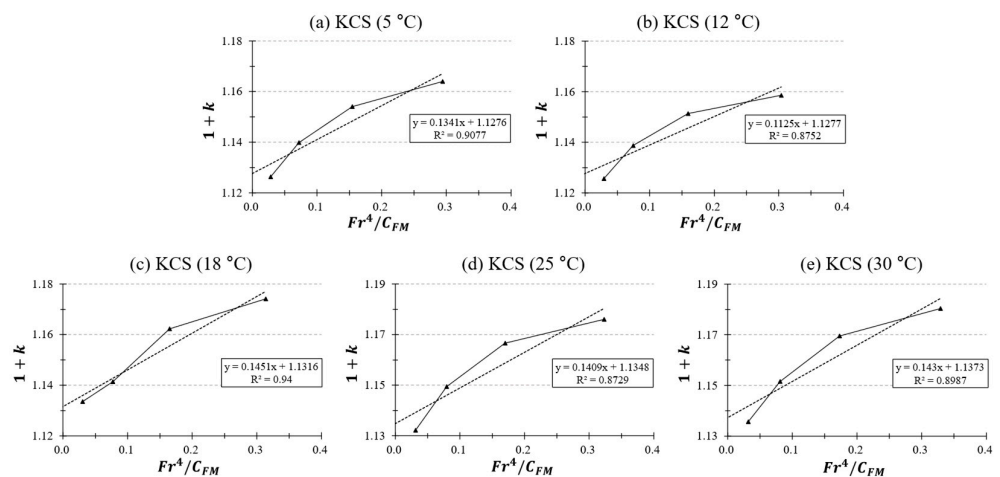 (a) KCS (5 °C)
1.18
1.16
1.14
1.12
1 + k
y = 0.1341x + 1.1276
R² = 0.9077
0.0 0.1 0.2 0.3 0.4
Fr⁴/C_FM
(b) KCS (12 °C)
1.18
1.16
1.14
1.12
1 + k
y = 0.1125x + 1.1277
R² = 0.8752
0.0 0.1 0.2 0.3 0.4
Fr⁴/C_FM
(c) KCS (18 °C)
1.18
1.16
1.14
1.12
1 + k
y = 0.1451x + 1.1316
R² = 0.94
0.0 0.1 0.2 0.3 0.4
Fr⁴/C_FM
(d) KCS (25 °C)
1.19
1.17
1.15
1.13
1 + k
y = 0.1409x + 1.1348
R² = 0.8729
0.0 0.1 0.2 0.3 0.4
Fr⁴/C_FM
(e) KCS (30 °C)
1.19
1.17
1.15
1.13
1 + k
y = 0.143x + 1.1373
R² = 0.8987
0.0 0.1 0.2 0.3 0.4
Fr⁴/C_FM